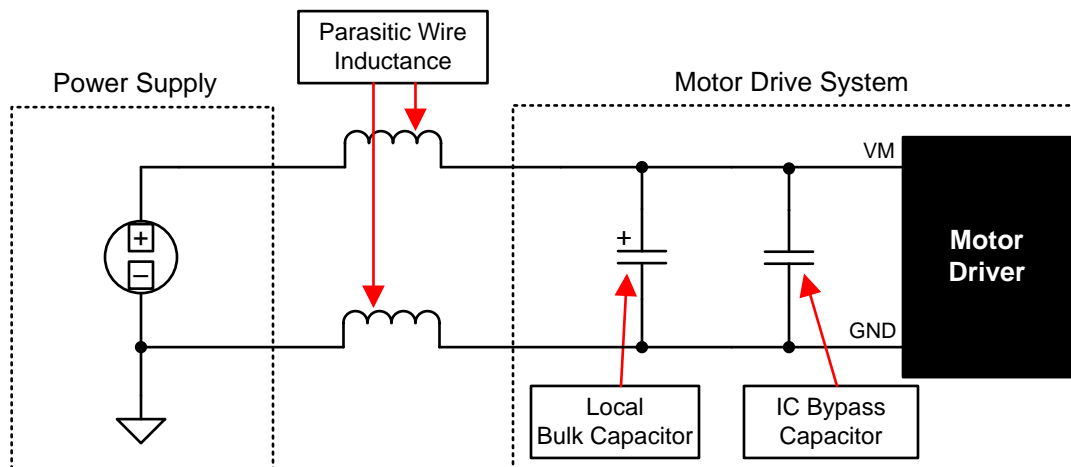 Parasitic Wire
Inductance
Power Supply
Motor Drive System
VM
+
–
+
Motor
Driver
GND
Local
Bulk Capacitor
IC Bypass
Capacitor